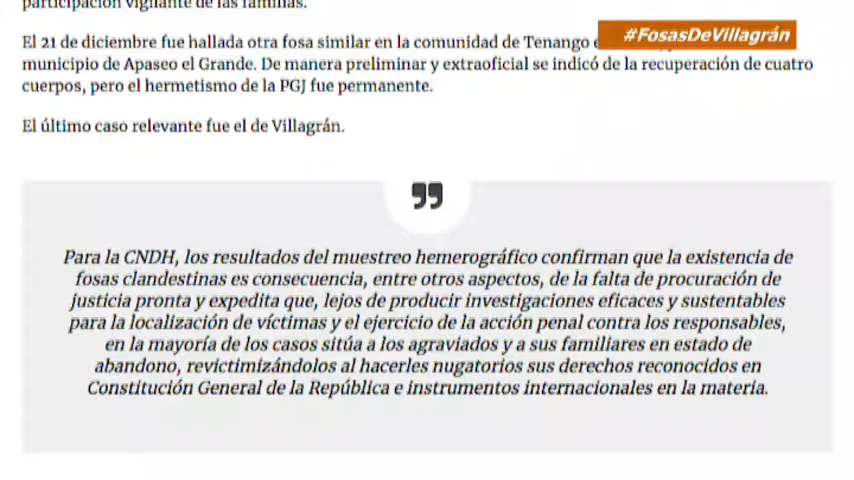 participación vigilante de las familias.
#FosasDeVillagrán
El 21 de diciembre fue hallada otra fosa similar en la comunidad de Tenango
municipio de Apaseo el Grande. De manera preliminar y extraoficial se indicó de la recuperación de cuatro
cuerpos, pero el hermetismo de la PGJ fue permanente.
El último caso relevante fue el de Villagrán.
”
Para la CNDH, los resultados del muestreo hemerográfico confirman que la existencia de
fosas clandestinas es consecuencia, entre otros aspectos, de la falta de procuración de
justicia pronta y expedita que, lejos de producir investigaciones eficaces y sustentables
para la localización de víctimas y el ejercicio de la acción penal contra los responsables,
en la mayoría de los casos sitúa a los agraviados y a sus familiares en estado de
abandono, revictimizándolos al hacerles nugatorios sus derechos reconocidos en
Constitución General de la República e instrumentos internacionales en la materia.